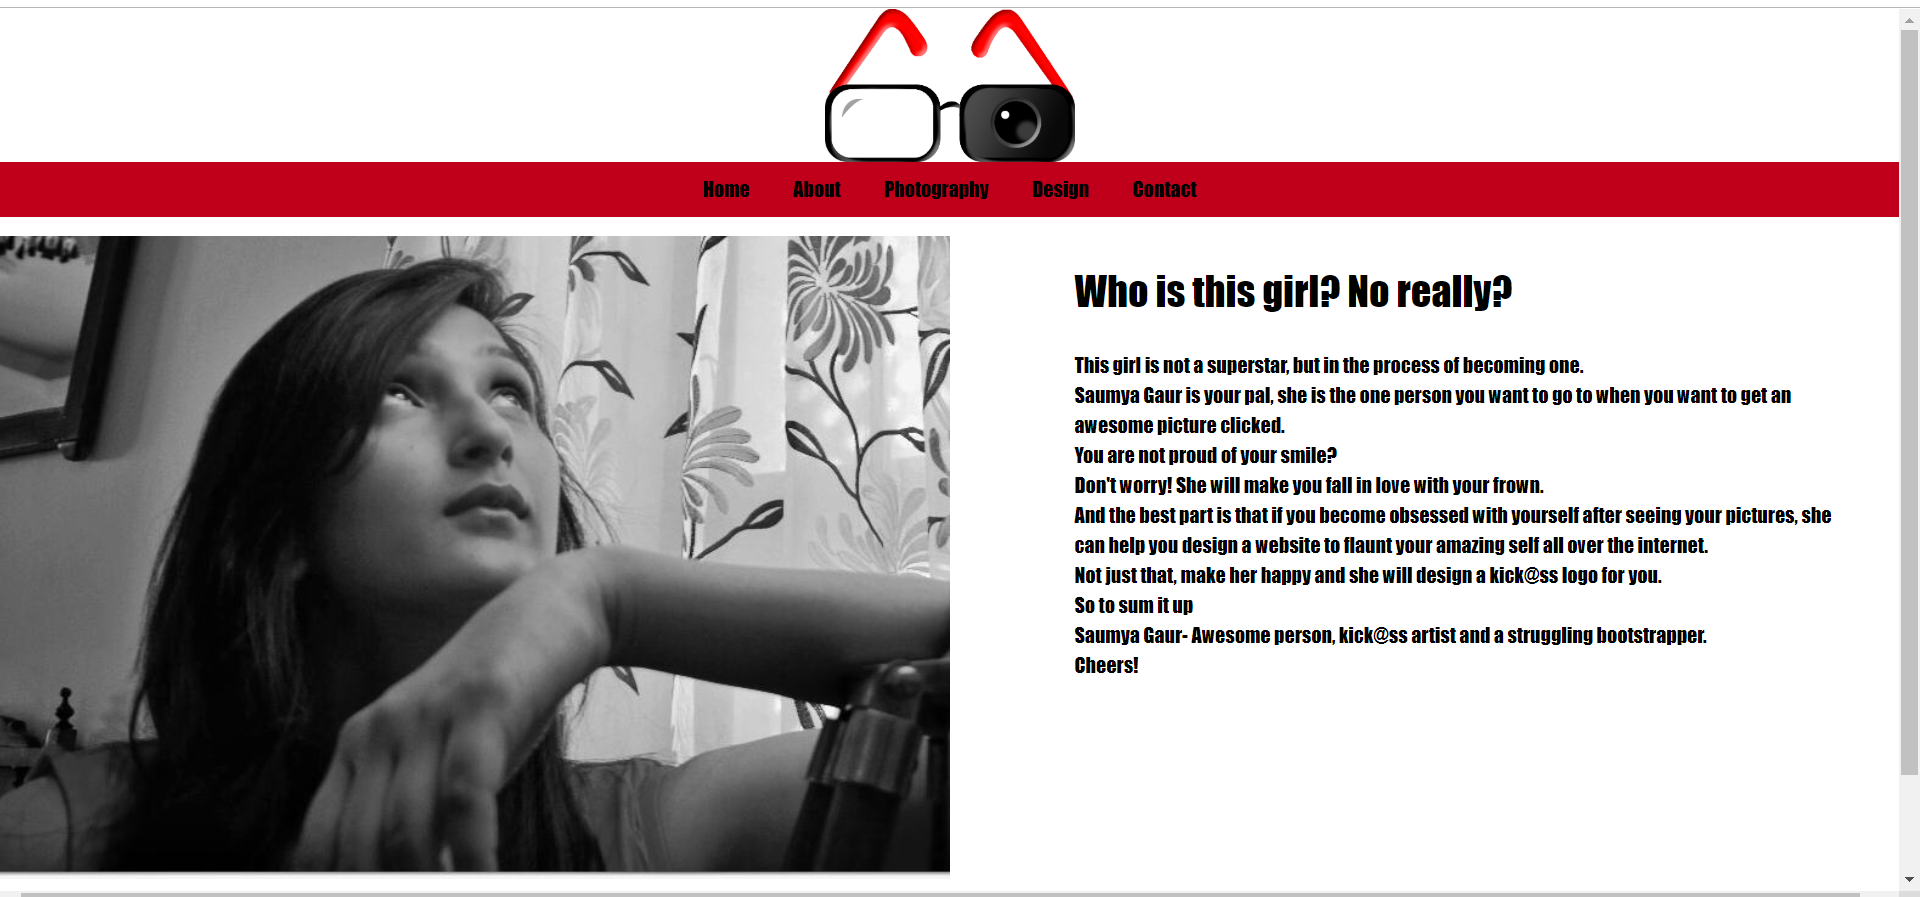 Home About Photography Design Contact
Who is this girl? No really?
This girl is not a superstar, but in the process of becoming one.
Saumya Gaur is your pal, she is the one person you want to go to when you want to get an
awesome picture clicked.
You are not proud of your smile?
Don't worry! She will make you fall in love with your frown.
And the best part is that if you become obsessed with yourself after seeing your pictures, she
can help you design a website to flaunt your amazing self all over the internet.
Not just that, make her happy and she will design a kick@ss logo for you.
So to sum it up
Saumya Gaur- Awesome person, kick@ss artist and a struggling bootstrapper.
Cheers!